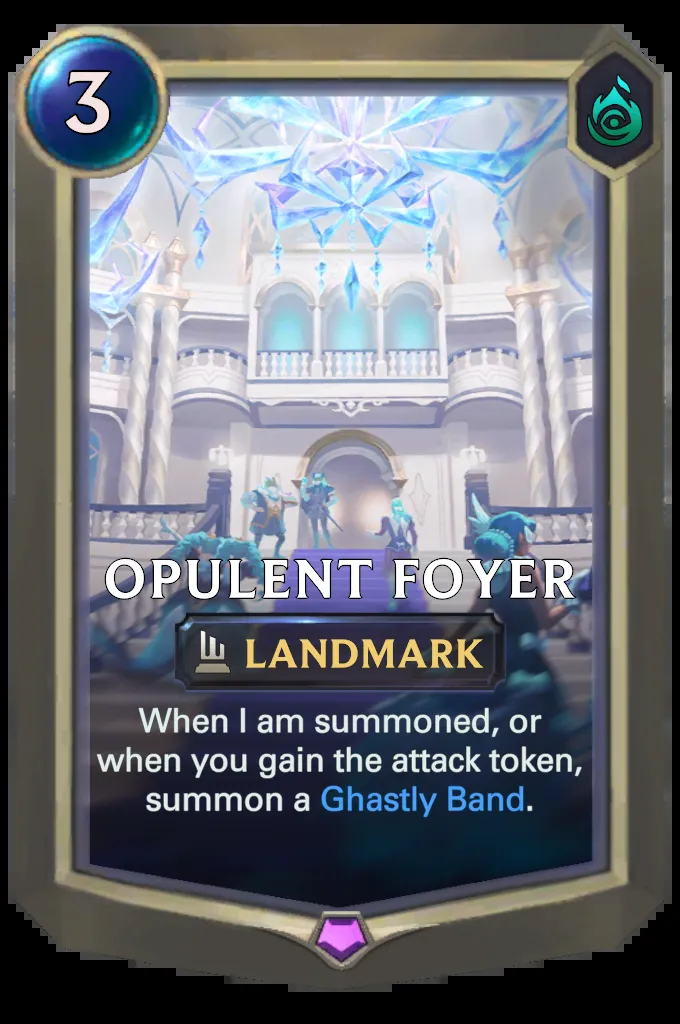 3
OPULENT FOYER
LANDMARK
When I am summoned, or
when you gain the attack token,
summon a Ghastly Band.